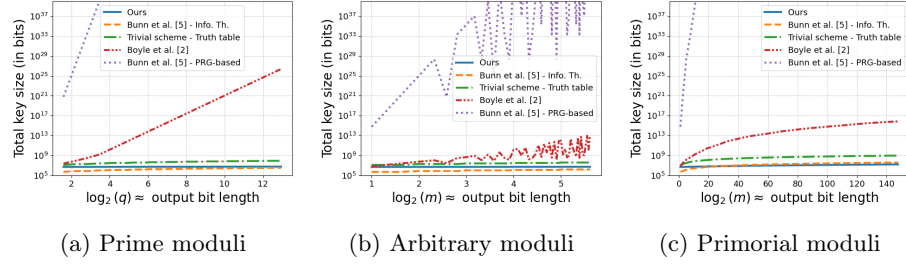 Total key size (in bits)
10^37
10^33
10^29
10^25
10^21
10^17
10^13
10^9
10^5
2 4 6 8 10 12
log_2 (q) ≈ output bit length
Ours
Bunn et al. [5] - Info. Th.
Trivial scheme - Truth table
Boyle et al. [2]
Bunn et al. [5] - PRG-based
(a) Prime moduli
Total key size (in bits)
10^37
10^33
10^29
10^25
10^21
10^17
10^13
10^9
10^5
1 2 3 4 5
log_2 (m) ≈ output bit length
Ours
Bunn et al. [5] - Info. Th.
Trivial scheme - Truth table
Boyle et al. [2]
Bunn et al. [5] - PRG-based
(b) Arbitrary moduli
Total key size (in bits)
10^37
10^33
10^29
10^25
10^21
10^17
10^13
10^9
10^5
0 20 40 60 80 100 120 140
log_2 (m) ≈ output bit length
Ours
Bunn et al. [5] - Info. Th.
Trivial scheme - Truth table
Boyle et al. [2]
Bunn et al. [5] - PRG-based
(c) Primorial moduli